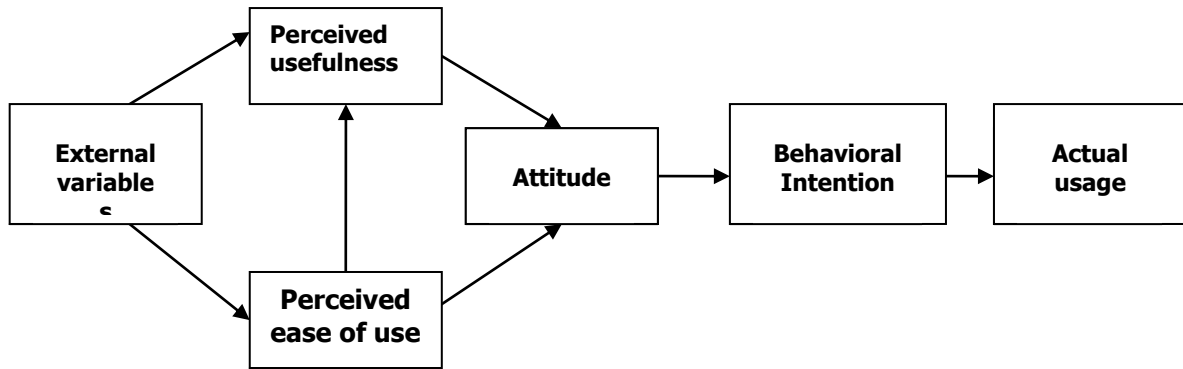 Perceived
usefulness
External
variable
s
Attitude
Behavioral
Intention
Actual
usage
Perceived
ease of use